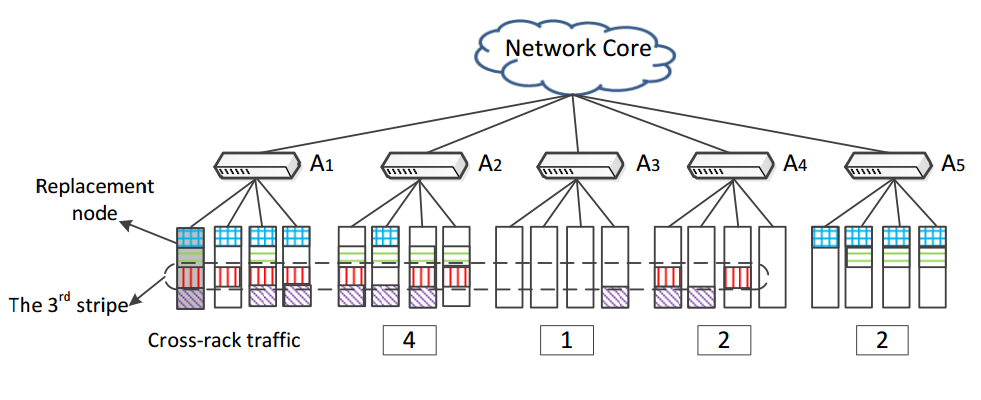 Network Core
A1
A2
A3
A4
A5
Replacement
node
The 3rd stripe
Cross-rack traffic
4
1
2
2